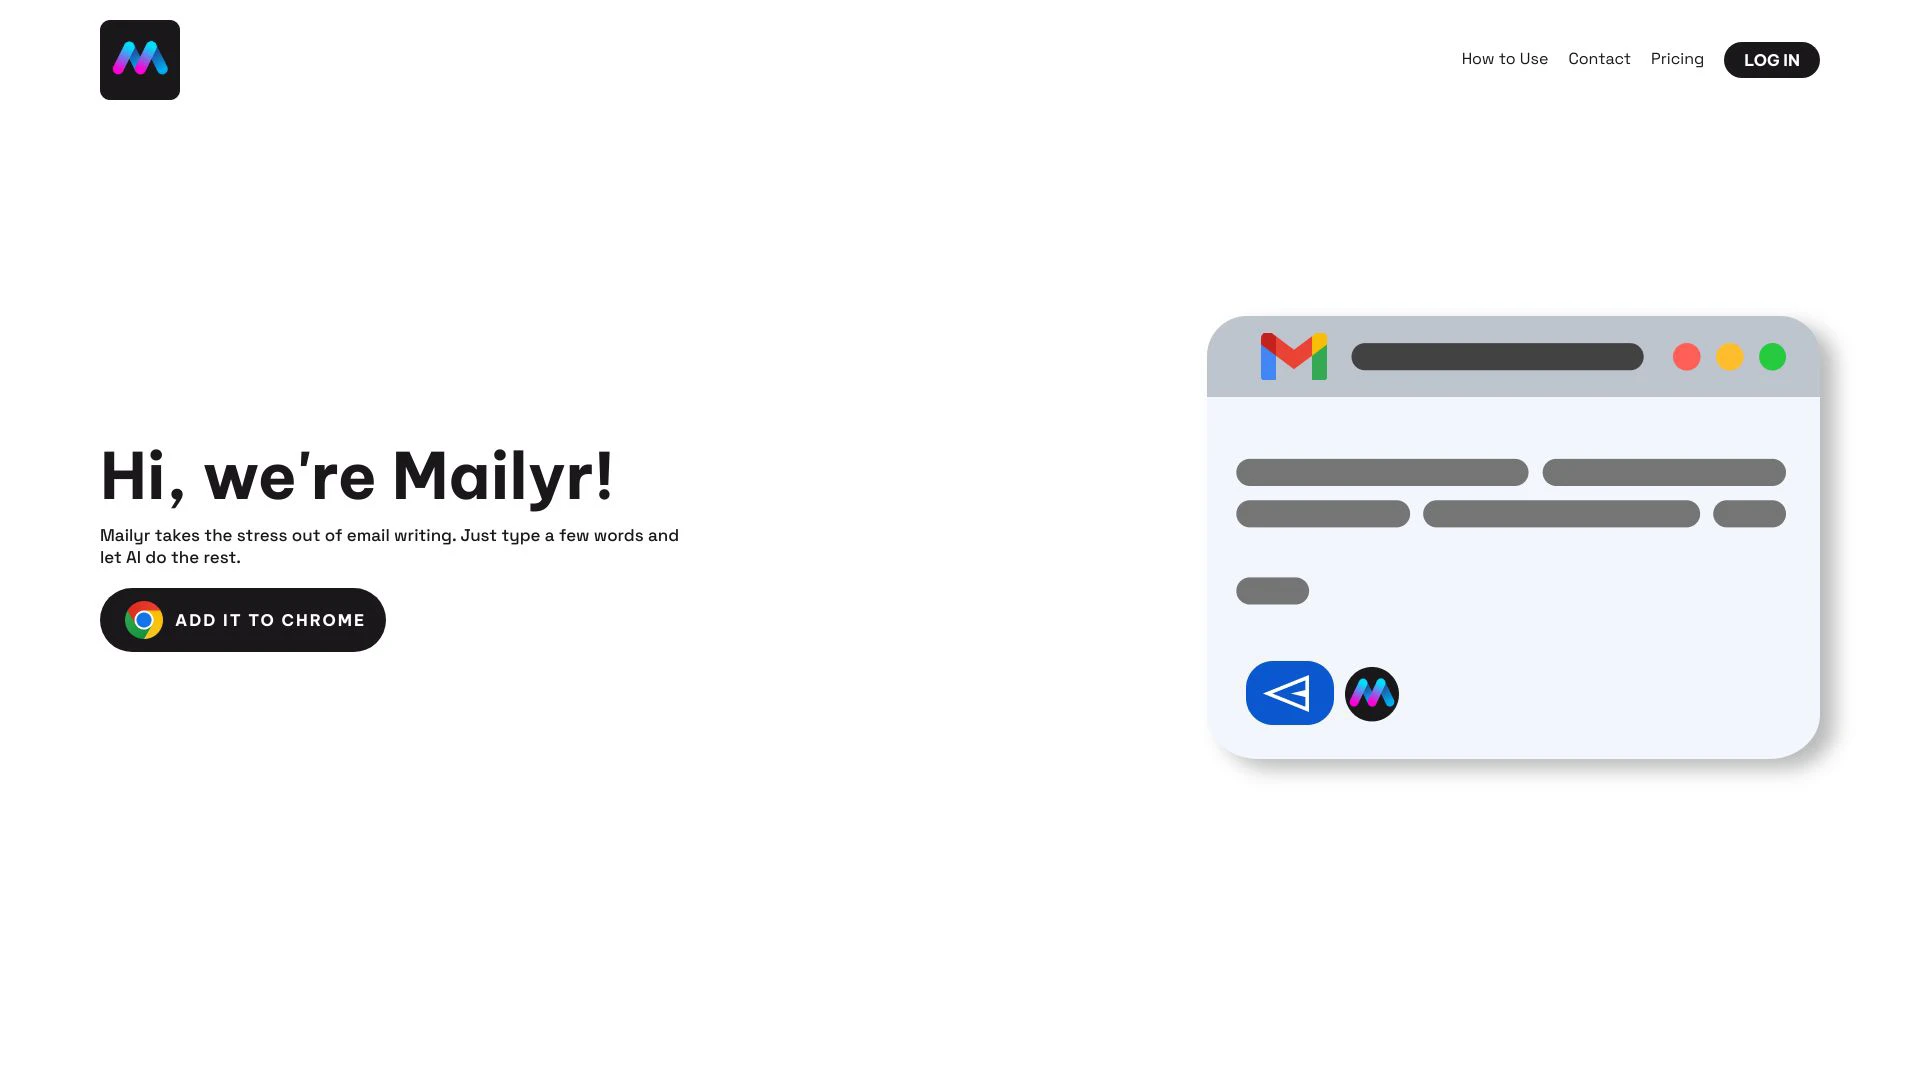 How to Use
Contact
Pricing
LOG IN
Hi, we're Mailyr!
Mailyr takes the stress out of email writing. Just type a few words and
let AI do the rest.
ADD IT TO CHROME